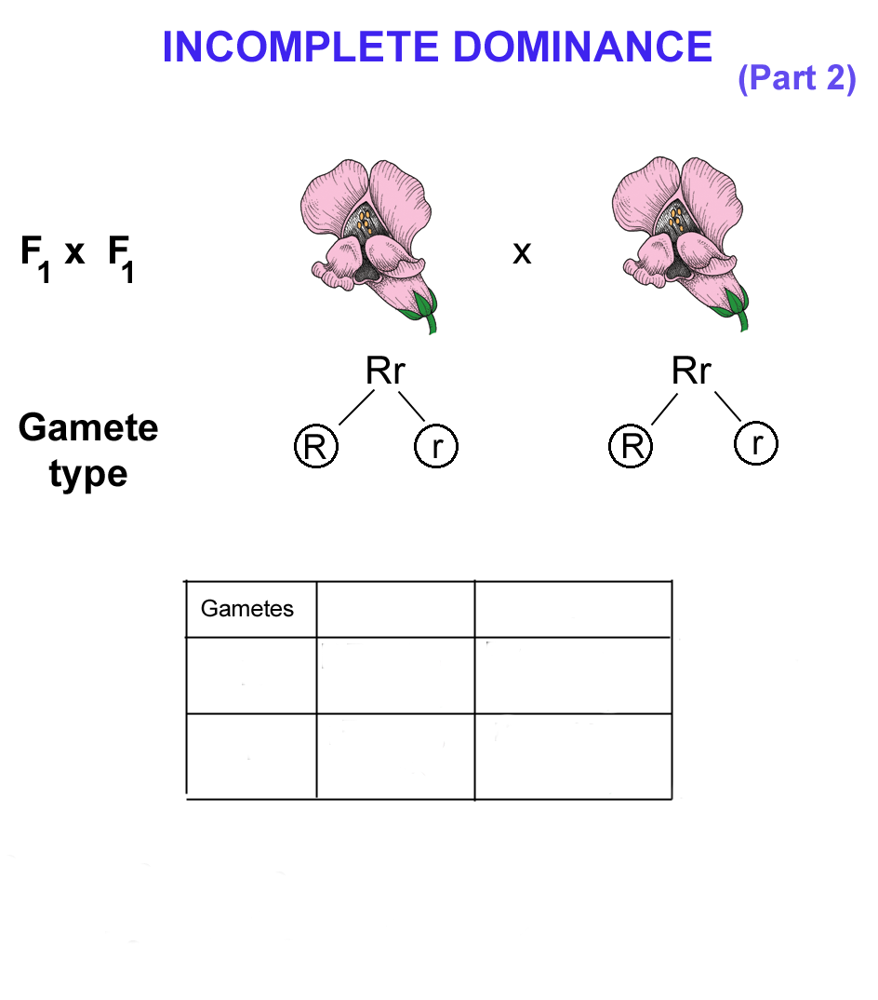 INCOMPLETE DOMINANCE
(Part 2)
F1 x F1
x
Rr
Rr
Gamete
type
R
r
R
r
Gametes